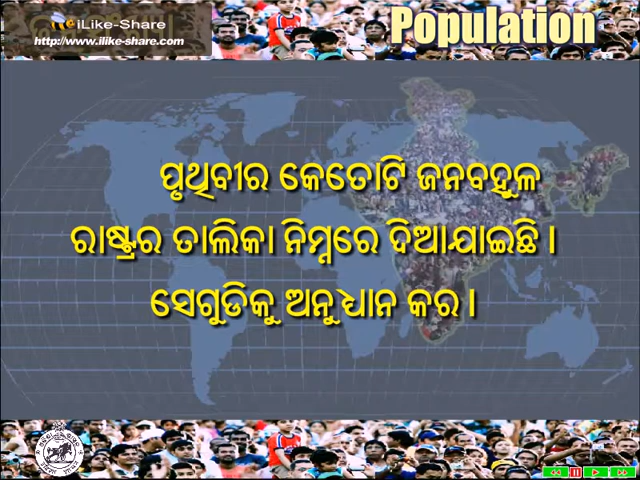 iLike-Share
http://www.ilike-share.com
Population
ପୃଥିବୀର କେତୋଟି ଜନବହୁଳ
ରାଷ୍ଟ୍ରର ତାଲିକା ନିମ୍ନରେ ଦିଆଯାଇଛି ।
ସେଗୁଡିକୁ ଅନୁଧ୍ୟାନ କର ।